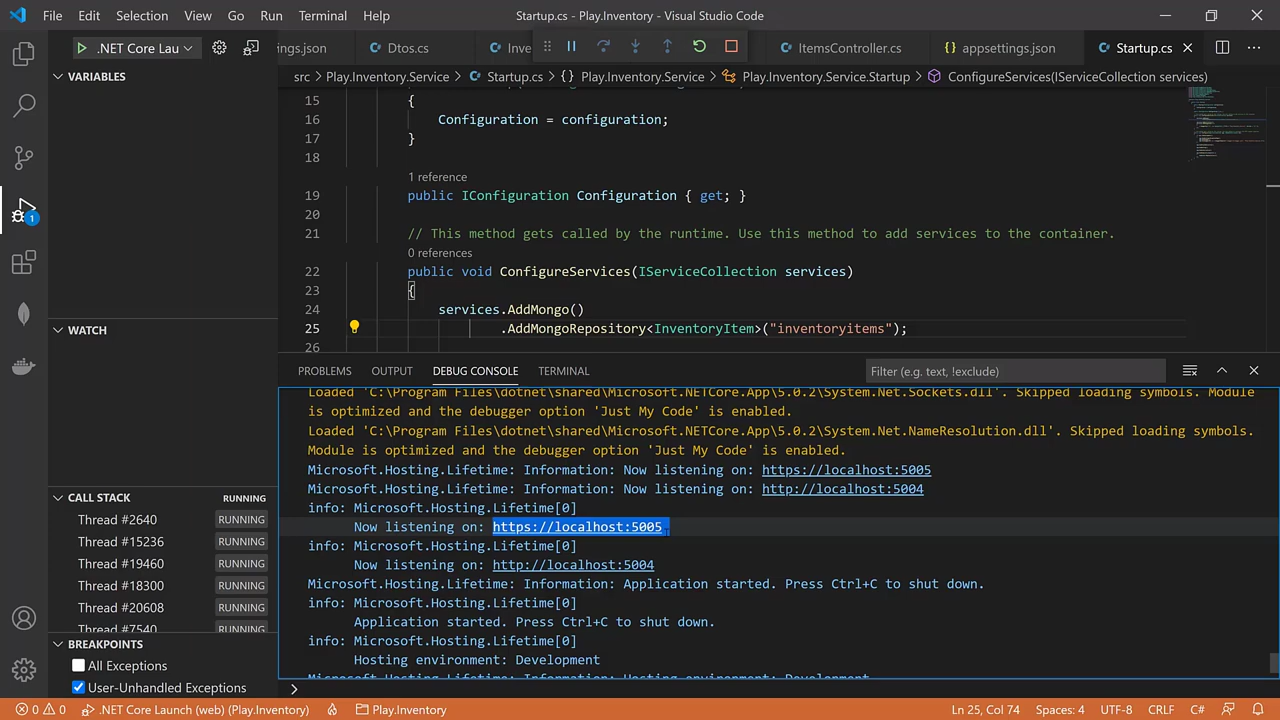 File Edit Selection View Go Run Terminal Help
Startup.cs - Play.Inventory - Visual Studio Code
.NET Core Lau
ings.json
Dtos.cs
Inve
ItemsController.cs
appsettings.json
Startup.cs
VARIABLES
src > Play.Inventory.Service > Startup.cs > {} Play.Inventory.Service > Play.Inventory.Service.Startup > ConfigureServices(IServiceCollection services)
15 {
16 Configuration = configuration;
17 }
18
1 reference
19 public IConfiguration Configuration { get; }
20
21 // This method gets called by the runtime. Use this method to add services to the container.
0 references
22 public void ConfigureServices(IServiceCollection services)
23 {
24 services.AddMongo()
25 .AddMongoRepository<InventoryItem>("inventoryitems");
26
WATCH
PROBLEMS OUTPUT DEBUG CONSOLE TERMINAL
Filter (e.g. text, !exclude)
Loaded 'C:\Program Files\dotnet\shared\Microsoft.NETCore.App\5.0.2\System.Net.Sockets.dll'. Skipped loading symbols. Module
is optimized and the debugger option 'Just My Code' is enabled.
Loaded 'C:\Program Files\dotnet\shared\Microsoft.NETCore.App\5.0.2\System.Net.NameResolution.dll'. Skipped loading symbols.
Module is optimized and the debugger option 'Just My Code' is enabled.
Microsoft.Hosting.Lifetime: Information: Now listening on: https://localhost:5005
Microsoft.Hosting.Lifetime: Information: Now listening on: http://localhost:5004
info: Microsoft.Hosting.Lifetime[0]
Now listening on: https://localhost:5005
info: Microsoft.Hosting.Lifetime[0]
Now listening on: http://localhost:5004
Microsoft.Hosting.Lifetime: Information: Application started. Press Ctrl+C to shut down.
info: Microsoft.Hosting.Lifetime[0]
Application started. Press Ctrl+C to shut down.
info: Microsoft.Hosting.Lifetime[0]
Hosting environment: Development
Microsoft.Hosting.Lifetime: Information: Hosting environment: Development
CALL STACK RUNNING
Thread #2640 RUNNING
Thread #15236 RUNNING
Thread #19460 RUNNING
Thread #18300 RUNNING
Thread #20608 RUNNING
Thread #7540 RUNNING
BREAKPOINTS
All Exceptions
User-Unhandled Exceptions
1
0 0 .NET Core Launch (web) (Play.Inventory) Play.Inventory
Ln 25, Col 74 Spaces: 4 UTF-8 CRLF C#